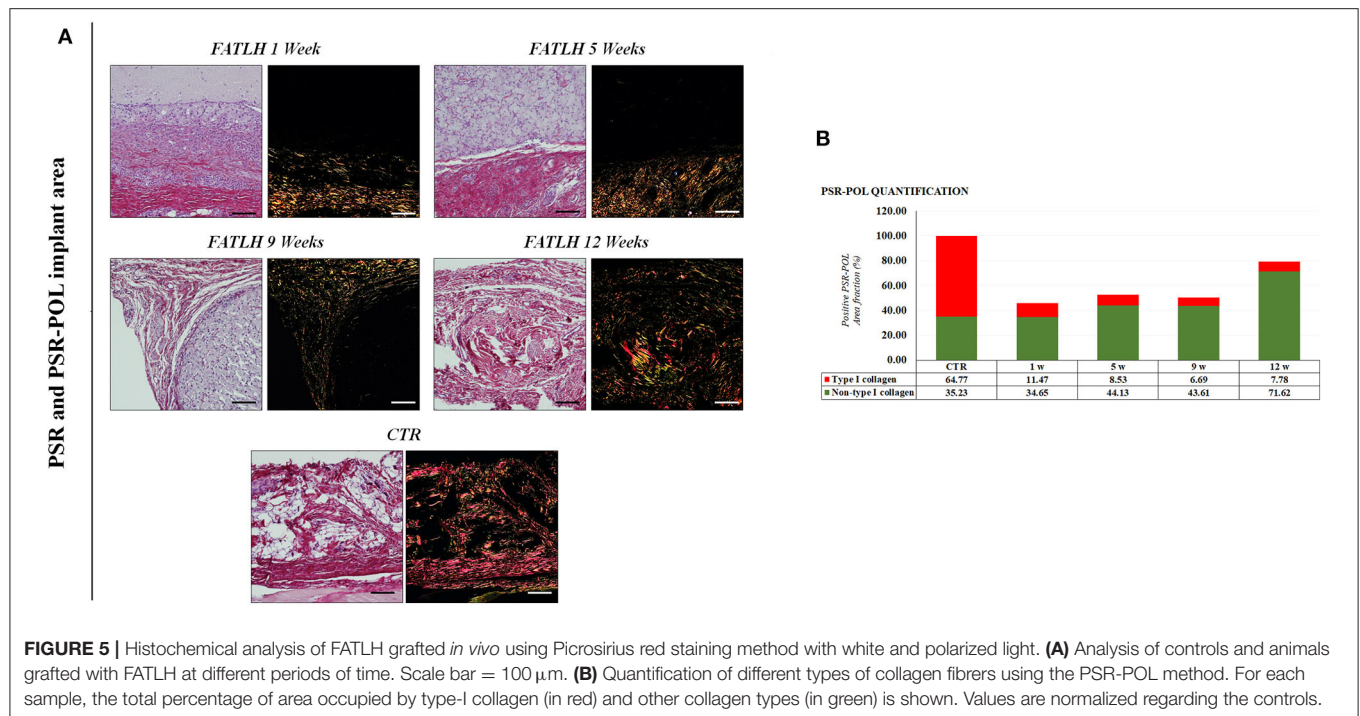 A
PSR and PSR-POL implant area
FATLH 1 Week
FATLH 5 Weeks
FATLH 9 Weeks
FATLH 12 Weeks
CTR
B
PSR-POL QUANTIFICATION
Positive PSR-POL
Area fraction (%)
120.00
100.00
80.00
60.00
40.00
20.00
0.00
CTR 1 w 5 w 9 w 12 w
Type I collagen 64.77 11.47 8.53 6.69 7.78
Non-type I collagen 35.23 34.65 44.13 43.61 71.62
FIGURE 5 | Histochemical analysis of FATLH grafted in vivo using Picrosirius red staining method with white and polarized light. (A) Analysis of controls and animals
grafted with FATLH at different periods of time. Scale bar = 100 μm. (B) Quantification of different types of collagen fibrers using the PSR-POL method. For each
sample, the total percentage of area occupied by type-I collagen (in red) and other collagen types (in green) is shown. Values are normalized regarding the controls.